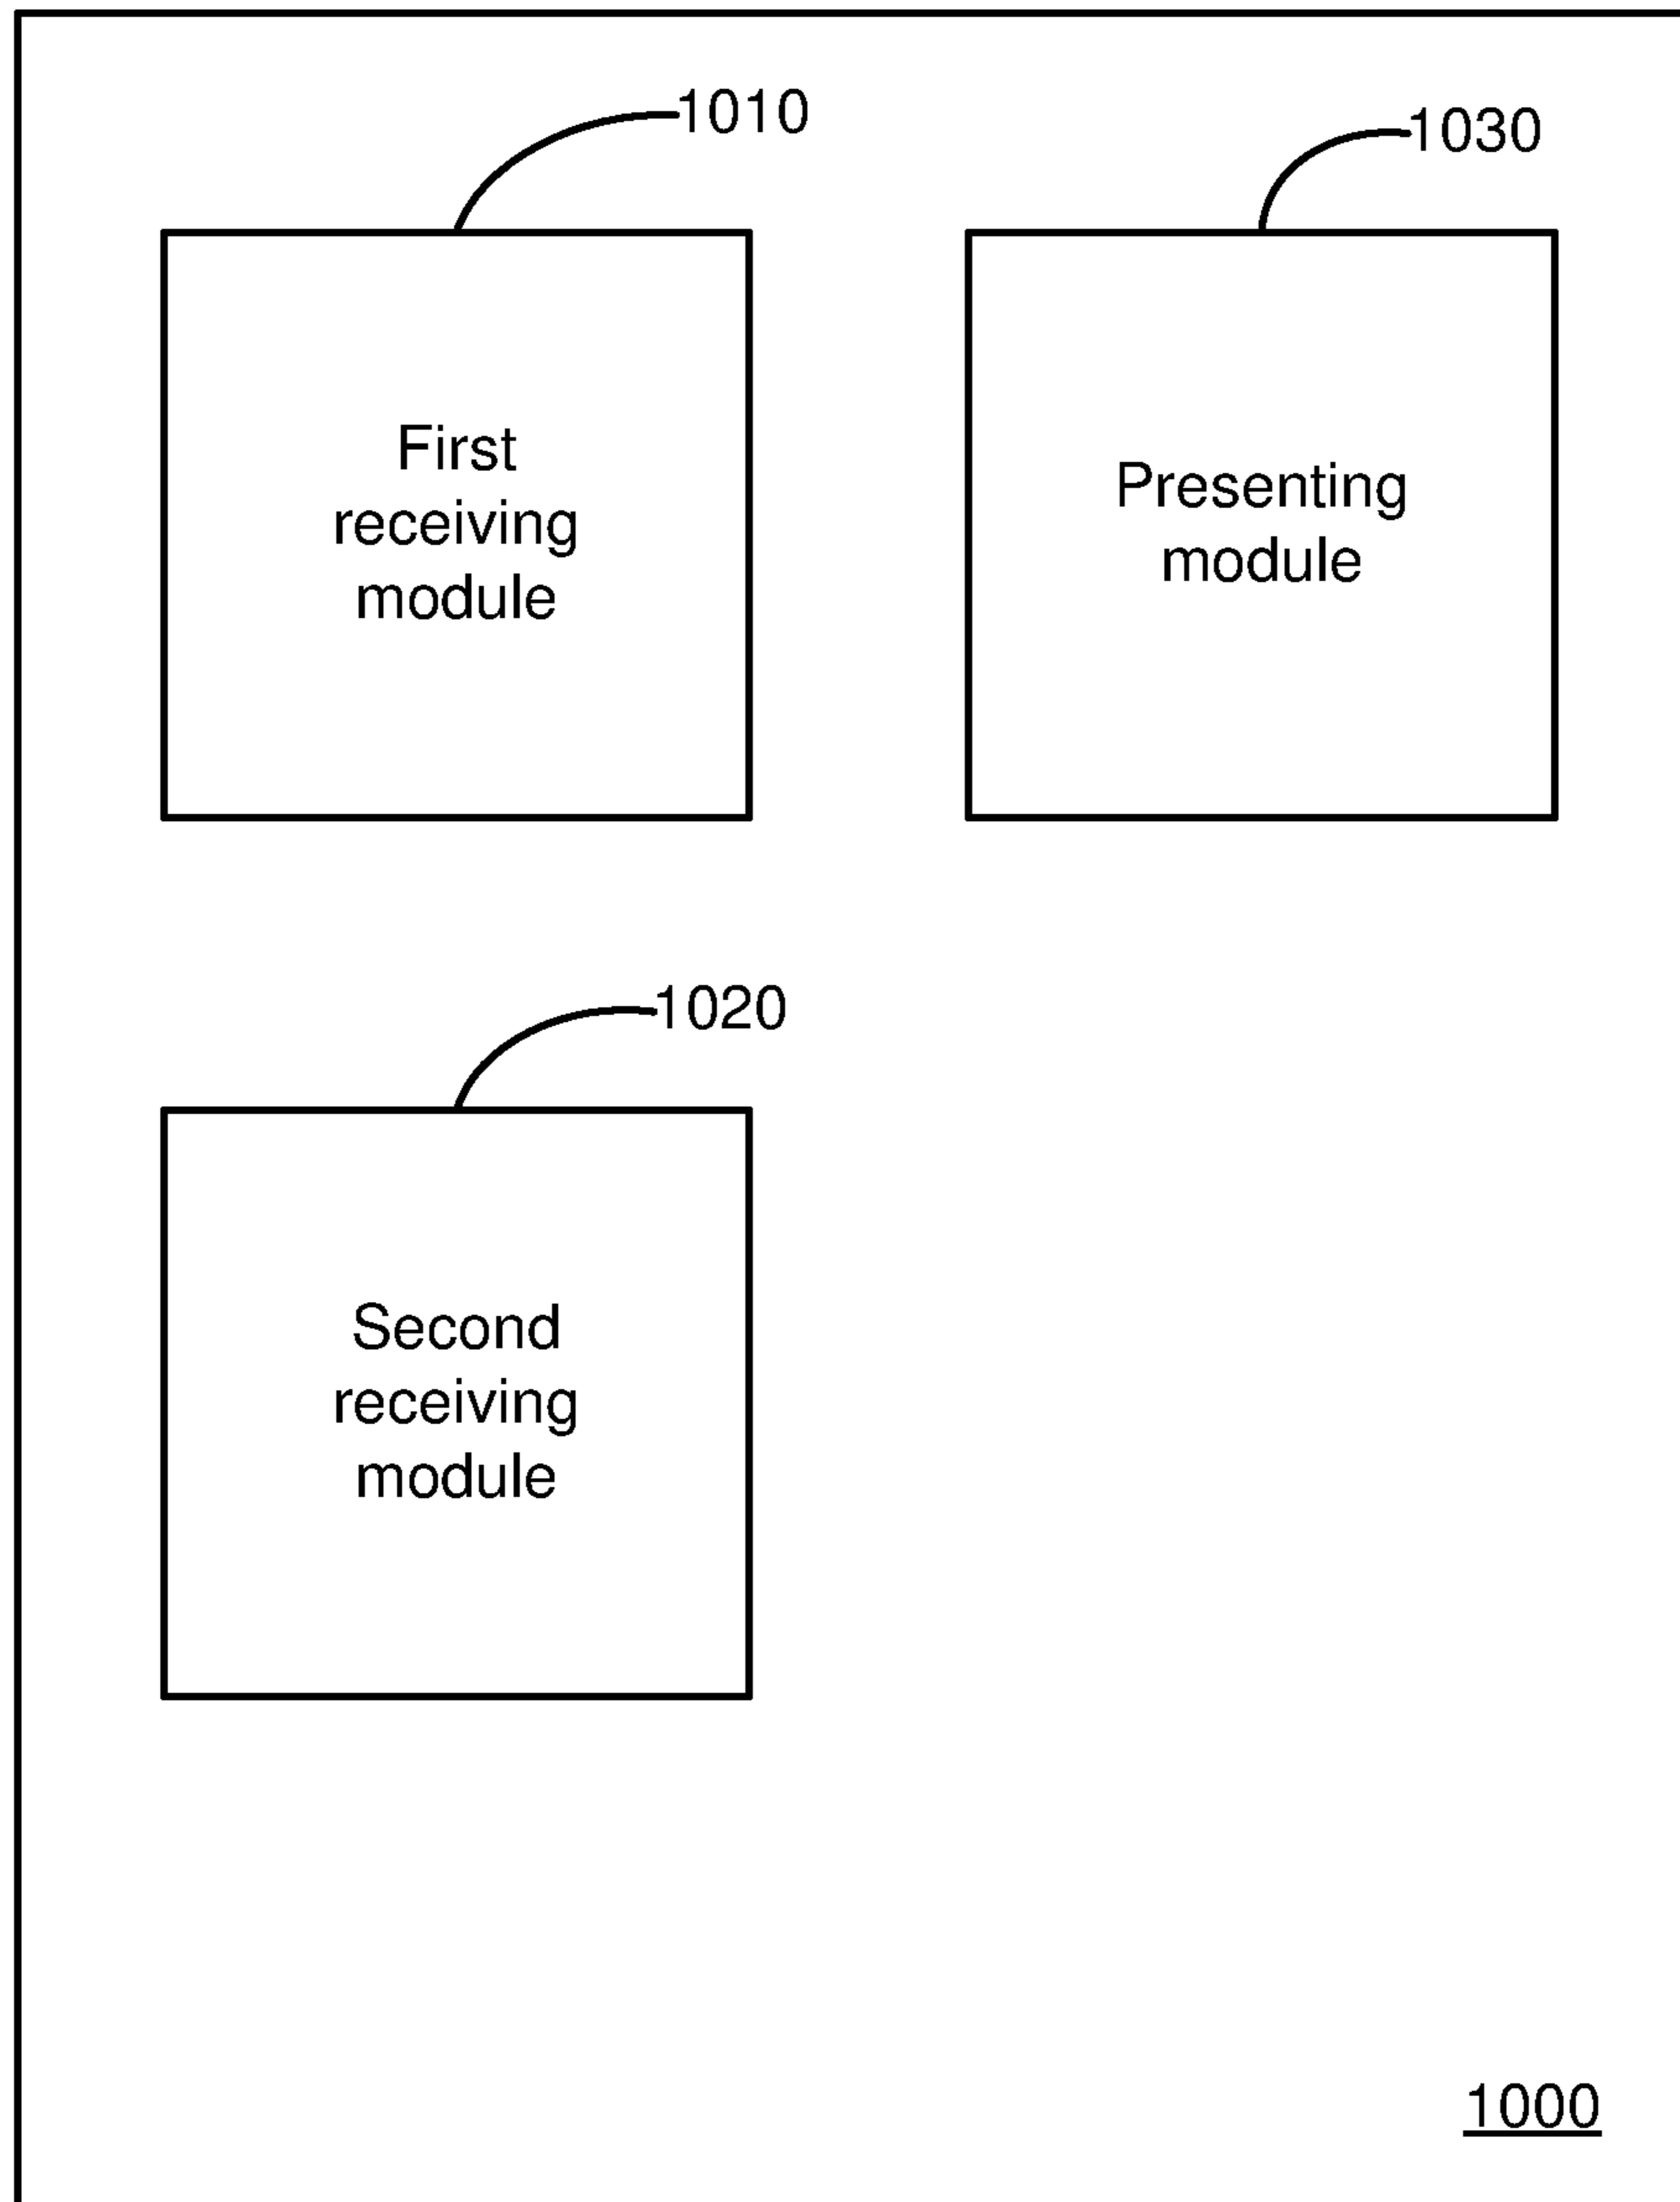 1010
First
receiving
module
1030
Presenting
module
1020
Second
receiving
module
1000